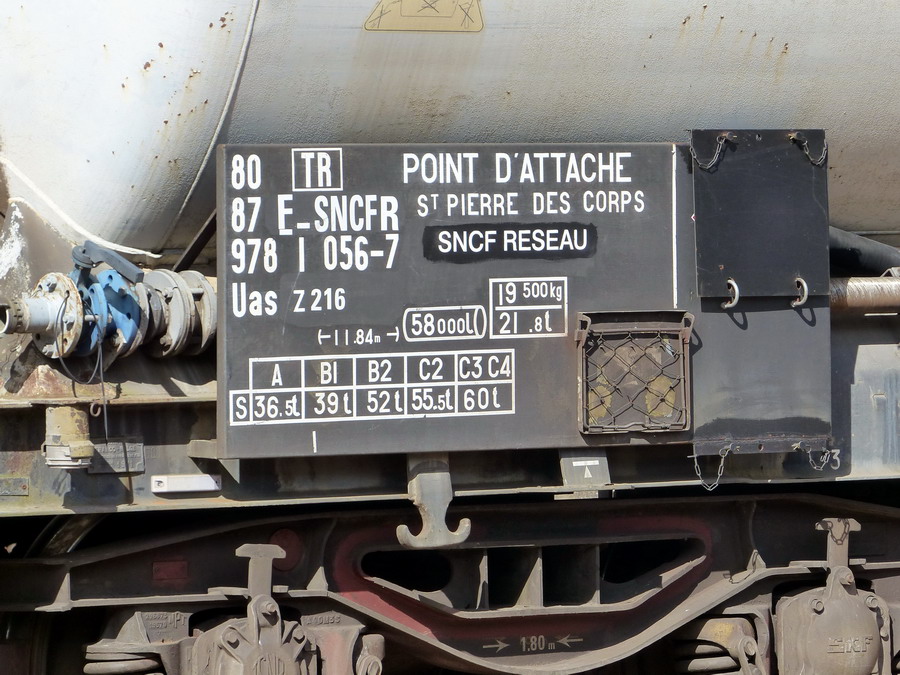 80 TR POINT D'ATTACHE
87 E-SNCFR ST PIERRE DES CORPS
978 1 056-7 SNCF RESEAU
Uas Z 216
19 500kg
11.84m 58000l 21.8t
A B1 B2 C2 C3 C4
S 36.5t 39t 52t 55.5t 60t
3
1.80m